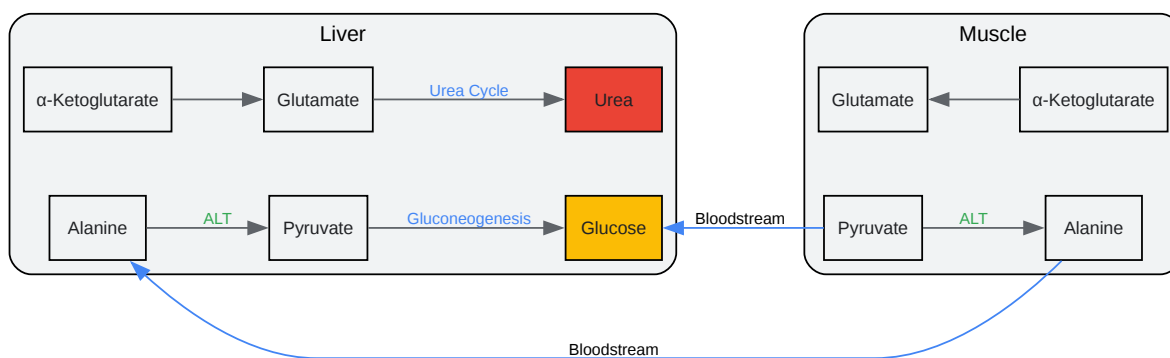 Liver
Muscle
α-Ketoglutarate
Glutamate
Urea Cycle
Urea
Glutamate
α-Ketoglutarate
Alanine
ALT
Pyruvate
Gluconeogenesis
Glucose
Bloodstream
Pyruvate
ALT
Alanine
Bloodstream